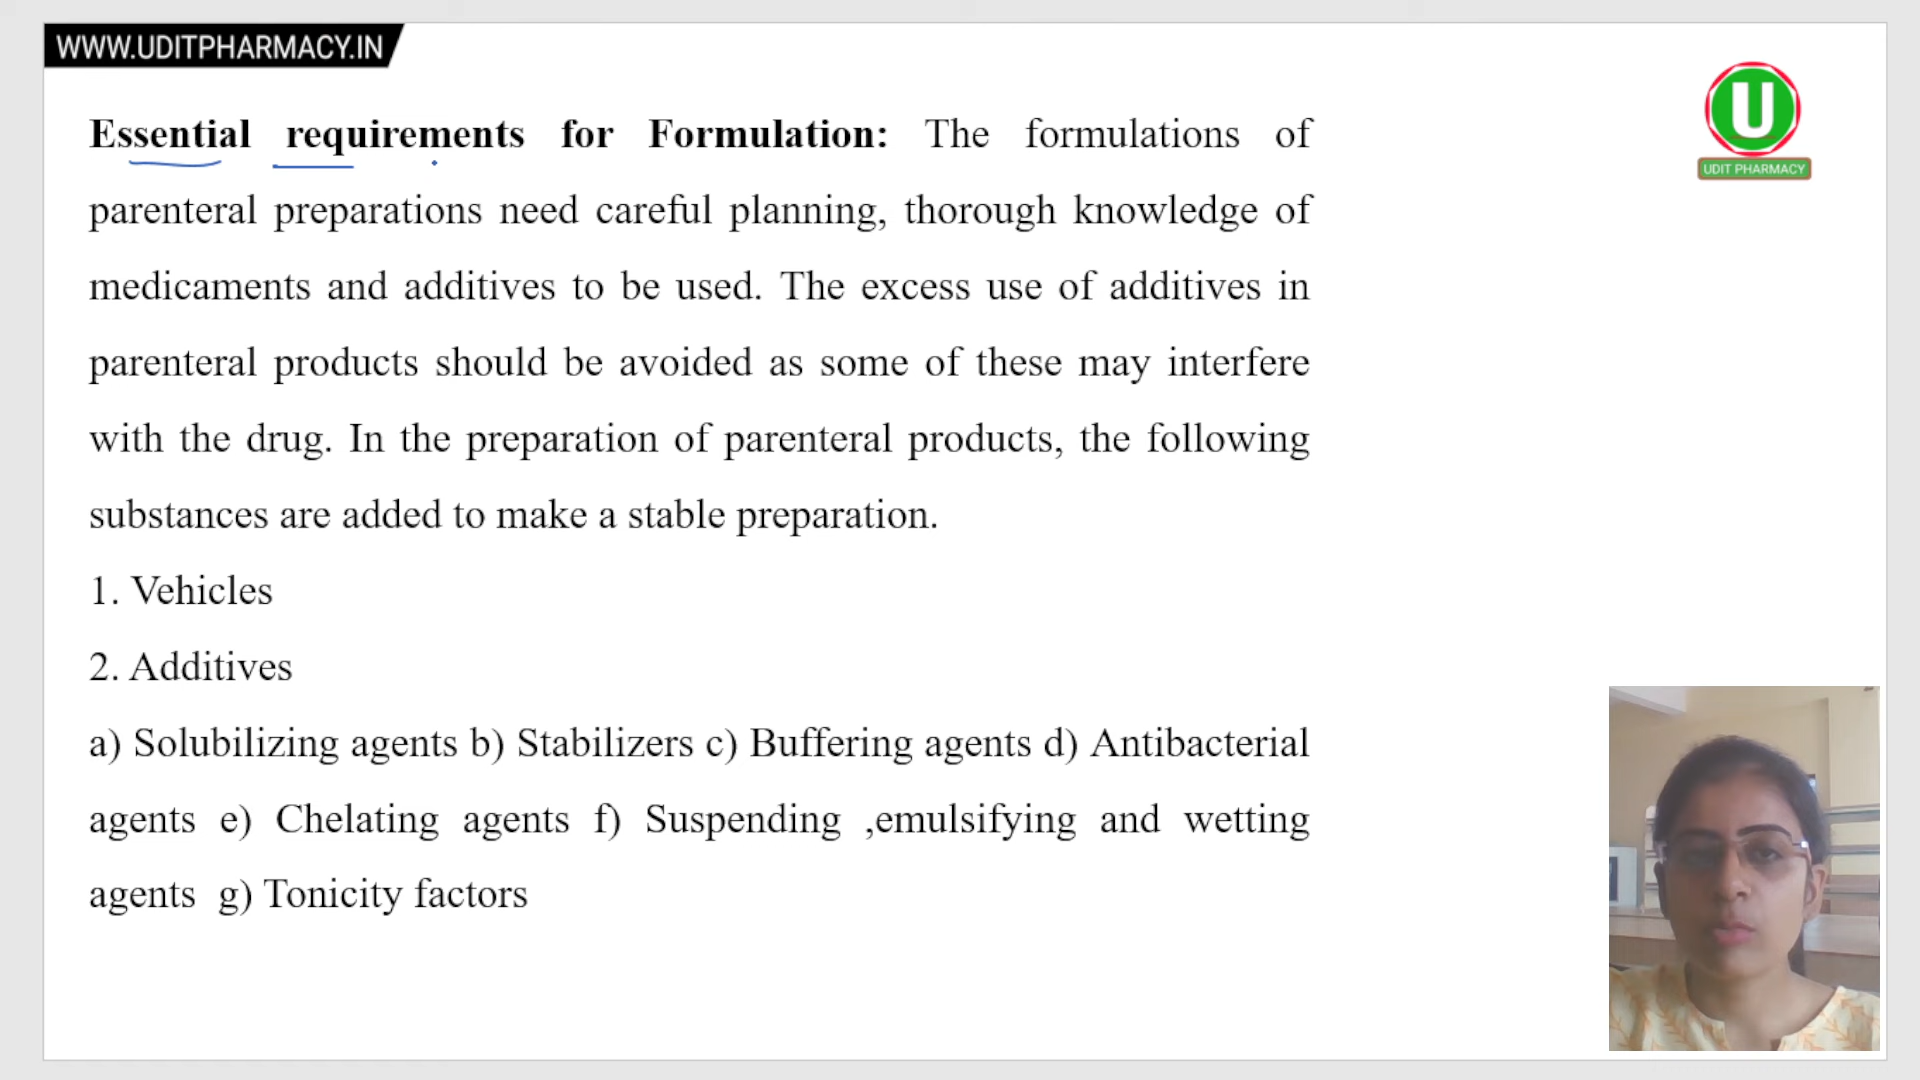 WWW.UDITPHARMACY.IN
U
UDIT PHARMACY
Essential requirements for Formulation: The formulations of
parenteral preparations need careful planning, thorough knowledge of
medicaments and additives to be used. The excess use of additives in
parenteral products should be avoided as some of these may interfere
with the drug. In the preparation of parenteral products, the following
substances are added to make a stable preparation.
1. Vehicles
2. Additives
a) Solubilizing agents b) Stabilizers c) Buffering agents d) Antibacterial
agents e) Chelating agents f) Suspending ,emulsifying and wetting
agents g) Tonicity factors